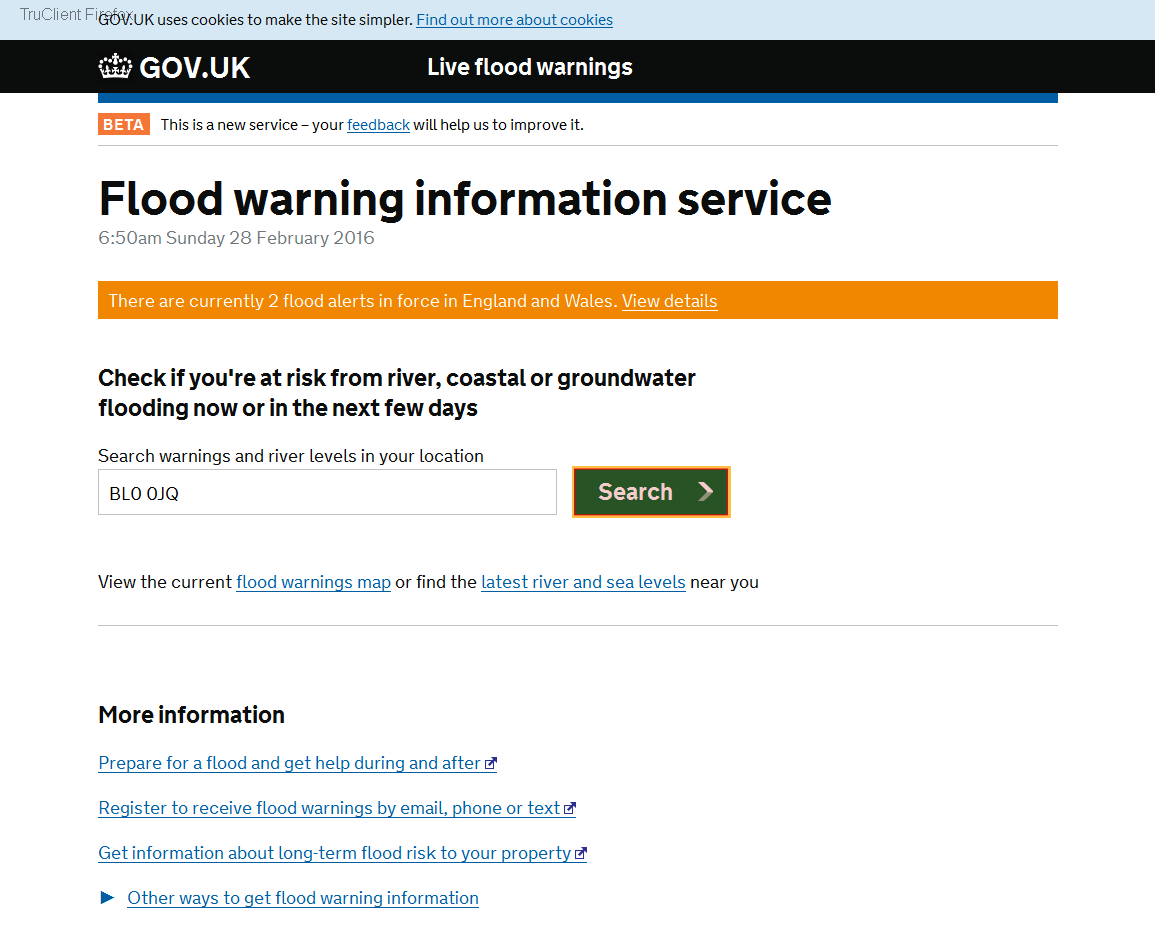 TruClient Firefox
GOV.UK uses cookies to make the site simpler. Find out more about cookies
GOV.UK
Live flood warnings
BETA This is a new service – your feedback will help us to improve it.
Flood warning information service
6:50am Sunday 28 February 2016
There are currently 2 flood alerts in force in England and Wales. View details
Check if you're at risk from river, coastal or groundwater
flooding now or in the next few days
Search warnings and river levels in your location
BL0 0JQ
Search
View the current flood warnings map or find the latest river and sea levels near you
More information
Prepare for a flood and get help during and after
Register to receive flood warnings by email, phone or text
Get information about long-term flood risk to your property
Other ways to get flood warning information